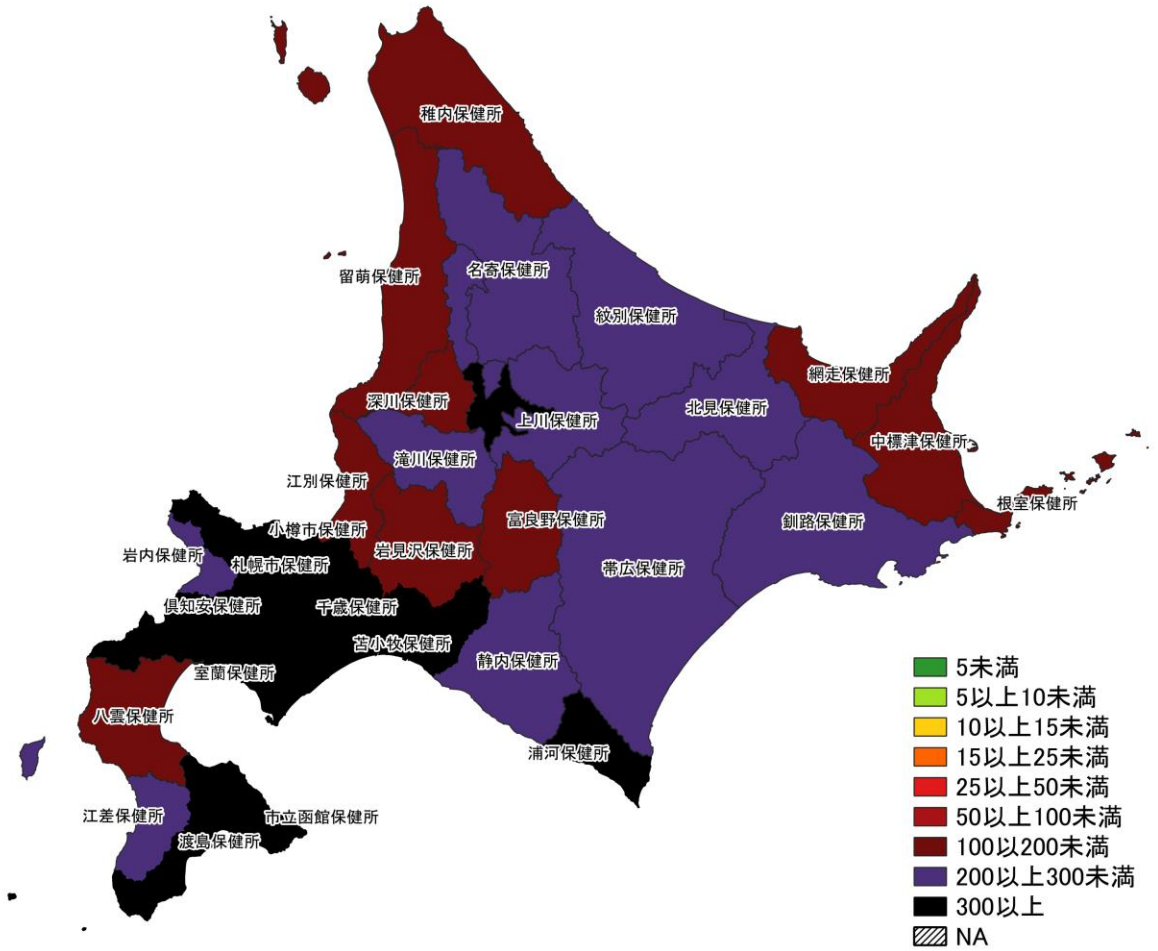 稚内保健所
名寄保健所
留萌保健所
紋別保健所
網走保健所
深川保健所
北見保健所
上川保健所
中標津保健所
滝川保健所
江別保健所
根室保健所
富良野保健所
釧路保健所
小樽市保健所
岩見沢保健所
岩内保健所
札幌市保健所
帯広保健所
倶知安保健所
千歳保健所
苫小牧保健所
静内保健所
室蘭保健所
八雲保健所
浦河保健所
江差保健所
市立函館保健所
渡島保健所
5未満
5以上10未満
10以上15未満
15以上25未満
25以上50未満
50以上100未満
100以200未満
200以上300未満
300以上
NA